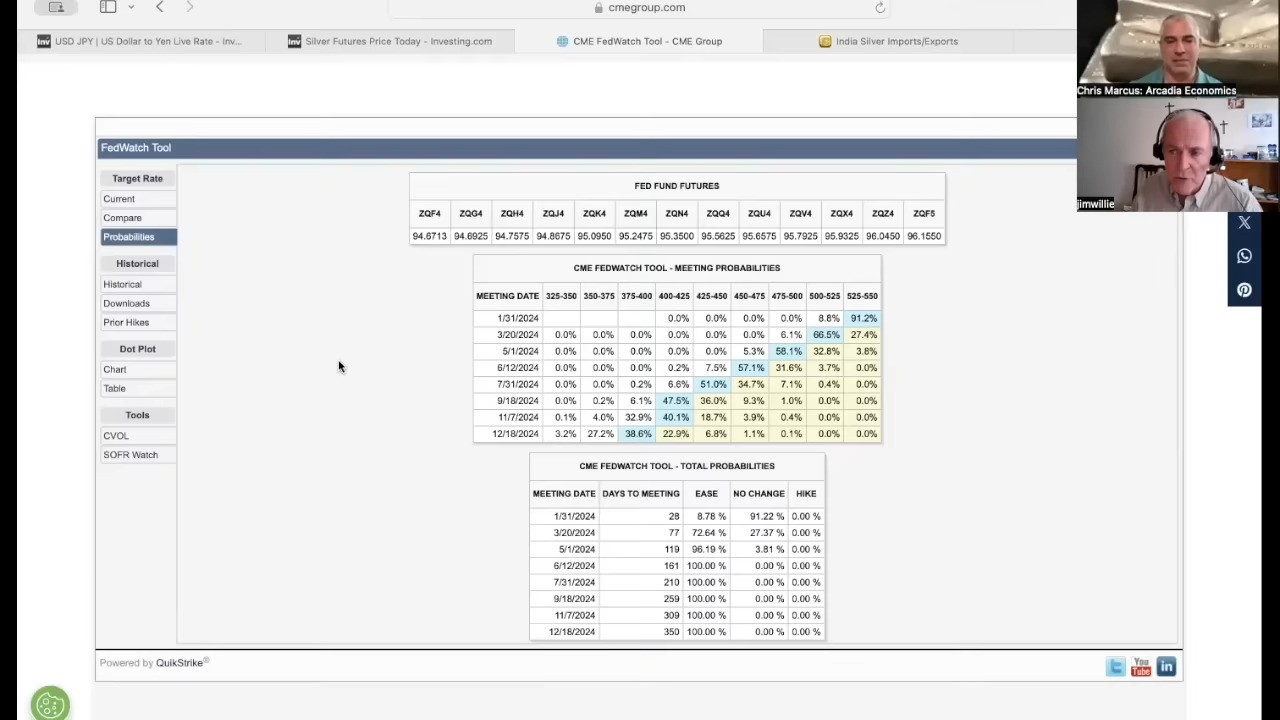 cmegroup.com
USD JPY | US Dollar to Yen Live Rate - Inv...
Silver Futures Price Today - Investing.com
CME FedWatch Tool - CME Group
India Silver Imports/Exports
Chris Marcus: Arcadia Economics
jimwillie
FedWatch Tool
Target Rate
Current
Compare
Probabilities
Historical
Historical
Downloads
Prior Hikes
Dot Plot
Chart
Table
Tools
CVOL
SOFR Watch
FED FUND FUTURES
ZQF4 ZQG4 ZQH4 ZQJ4 ZQK4 ZQM4 ZQN4 ZQQ4 ZQU4 ZQV4 ZQX4 ZQZ4 ZQF5
94.6713 94.6925 94.7575 94.8675 95.0950 95.2475 95.3500 95.5625 95.6575 95.7925 95.9325 96.0450 96.1550
CME FEDWATCH TOOL - MEETING PROBABILITIES
MEETING DATE 325-350 350-375 375-400 400-425 425-450 450-475 475-500 500-525 525-550
1/31/2024 0.0% 0.0% 0.0% 0.0% 8.8% 91.2%
3/20/2024 0.0% 0.0% 0.0% 0.0% 0.0% 0.0% 6.1% 66.5% 27.4%
5/1/2024 0.0% 0.0% 0.0% 0.0% 0.0% 5.3% 58.1% 32.8% 3.8%
6/12/2024 0.0% 0.0% 0.0% 0.2% 7.5% 57.1% 31.6% 3.7% 0.0%
7/31/2024 0.0% 0.0% 0.2% 6.6% 51.0% 34.7% 7.1% 0.4% 0.0%
9/18/2024 0.0% 0.2% 6.1% 47.5% 36.0% 9.3% 1.0% 0.0% 0.0%
11/7/2024 0.1% 4.0% 32.9% 40.1% 18.7% 3.9% 0.4% 0.0% 0.0%
12/18/2024 3.2% 27.2% 38.6% 22.9% 6.8% 1.1% 0.1% 0.0% 0.0%
CME FEDWATCH TOOL - TOTAL PROBABILITIES
MEETING DATE DAYS TO MEETING EASE NO CHANGE HIKE
1/31/2024 28 8.78 % 91.22 % 0.00 %
3/20/2024 77 72.64 % 27.37 % 0.00 %
5/1/2024 119 96.19 % 3.81 % 0.00 %
6/12/2024 161 100.00 % 0.00 % 0.00 %
7/31/2024 210 100.00 % 0.00 % 0.00 %
9/18/2024 259 100.00 % 0.00 % 0.00 %
11/7/2024 309 100.00 % 0.00 % 0.00 %
12/18/2024 350 100.00 % 0.00 % 0.00 %
Powered by QuikStrike®
You Tube
in